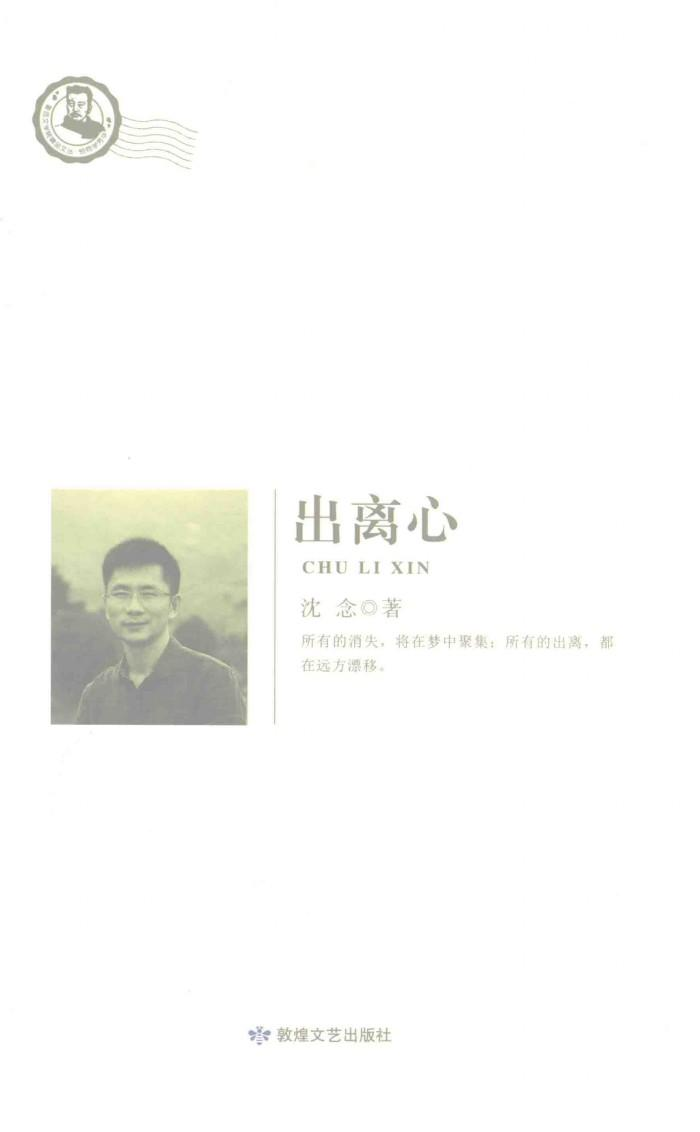 出离心
CHU LI XIN
沈 念◎著
所有的消失，将在梦中聚集；所有的出离，都
在远方漂移。
敦煌文艺出版社